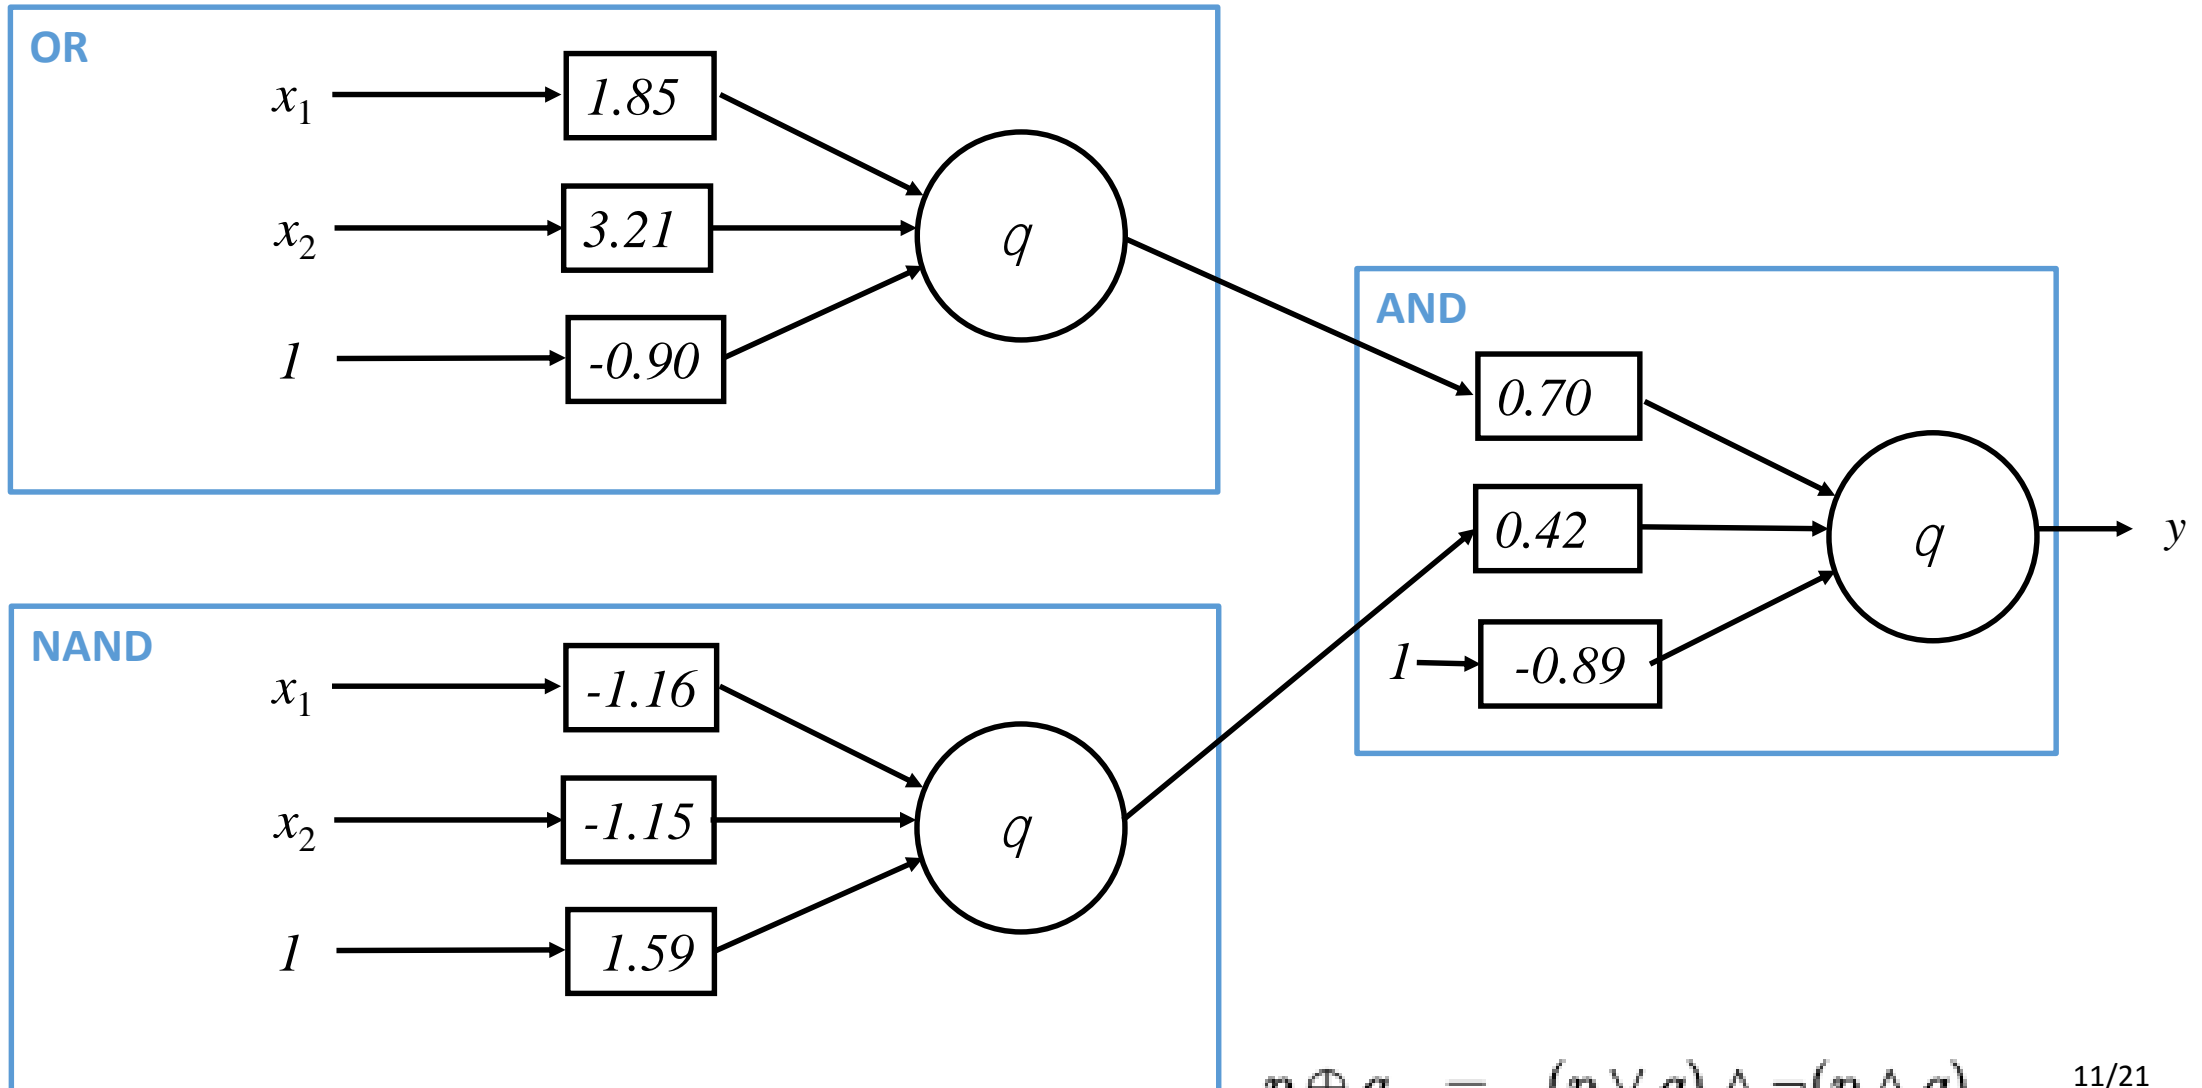 OR
x₁
1.85
x₂
3.21
1
-0.90
q
AND
0.70
0.42
1
-0.89
q
y
NAND
x₁
-1.16
x₂
-1.15
1
1.59
q
p ⊕ q = (p ∨ q) ∧ ¬(p ∧ q)
11/21